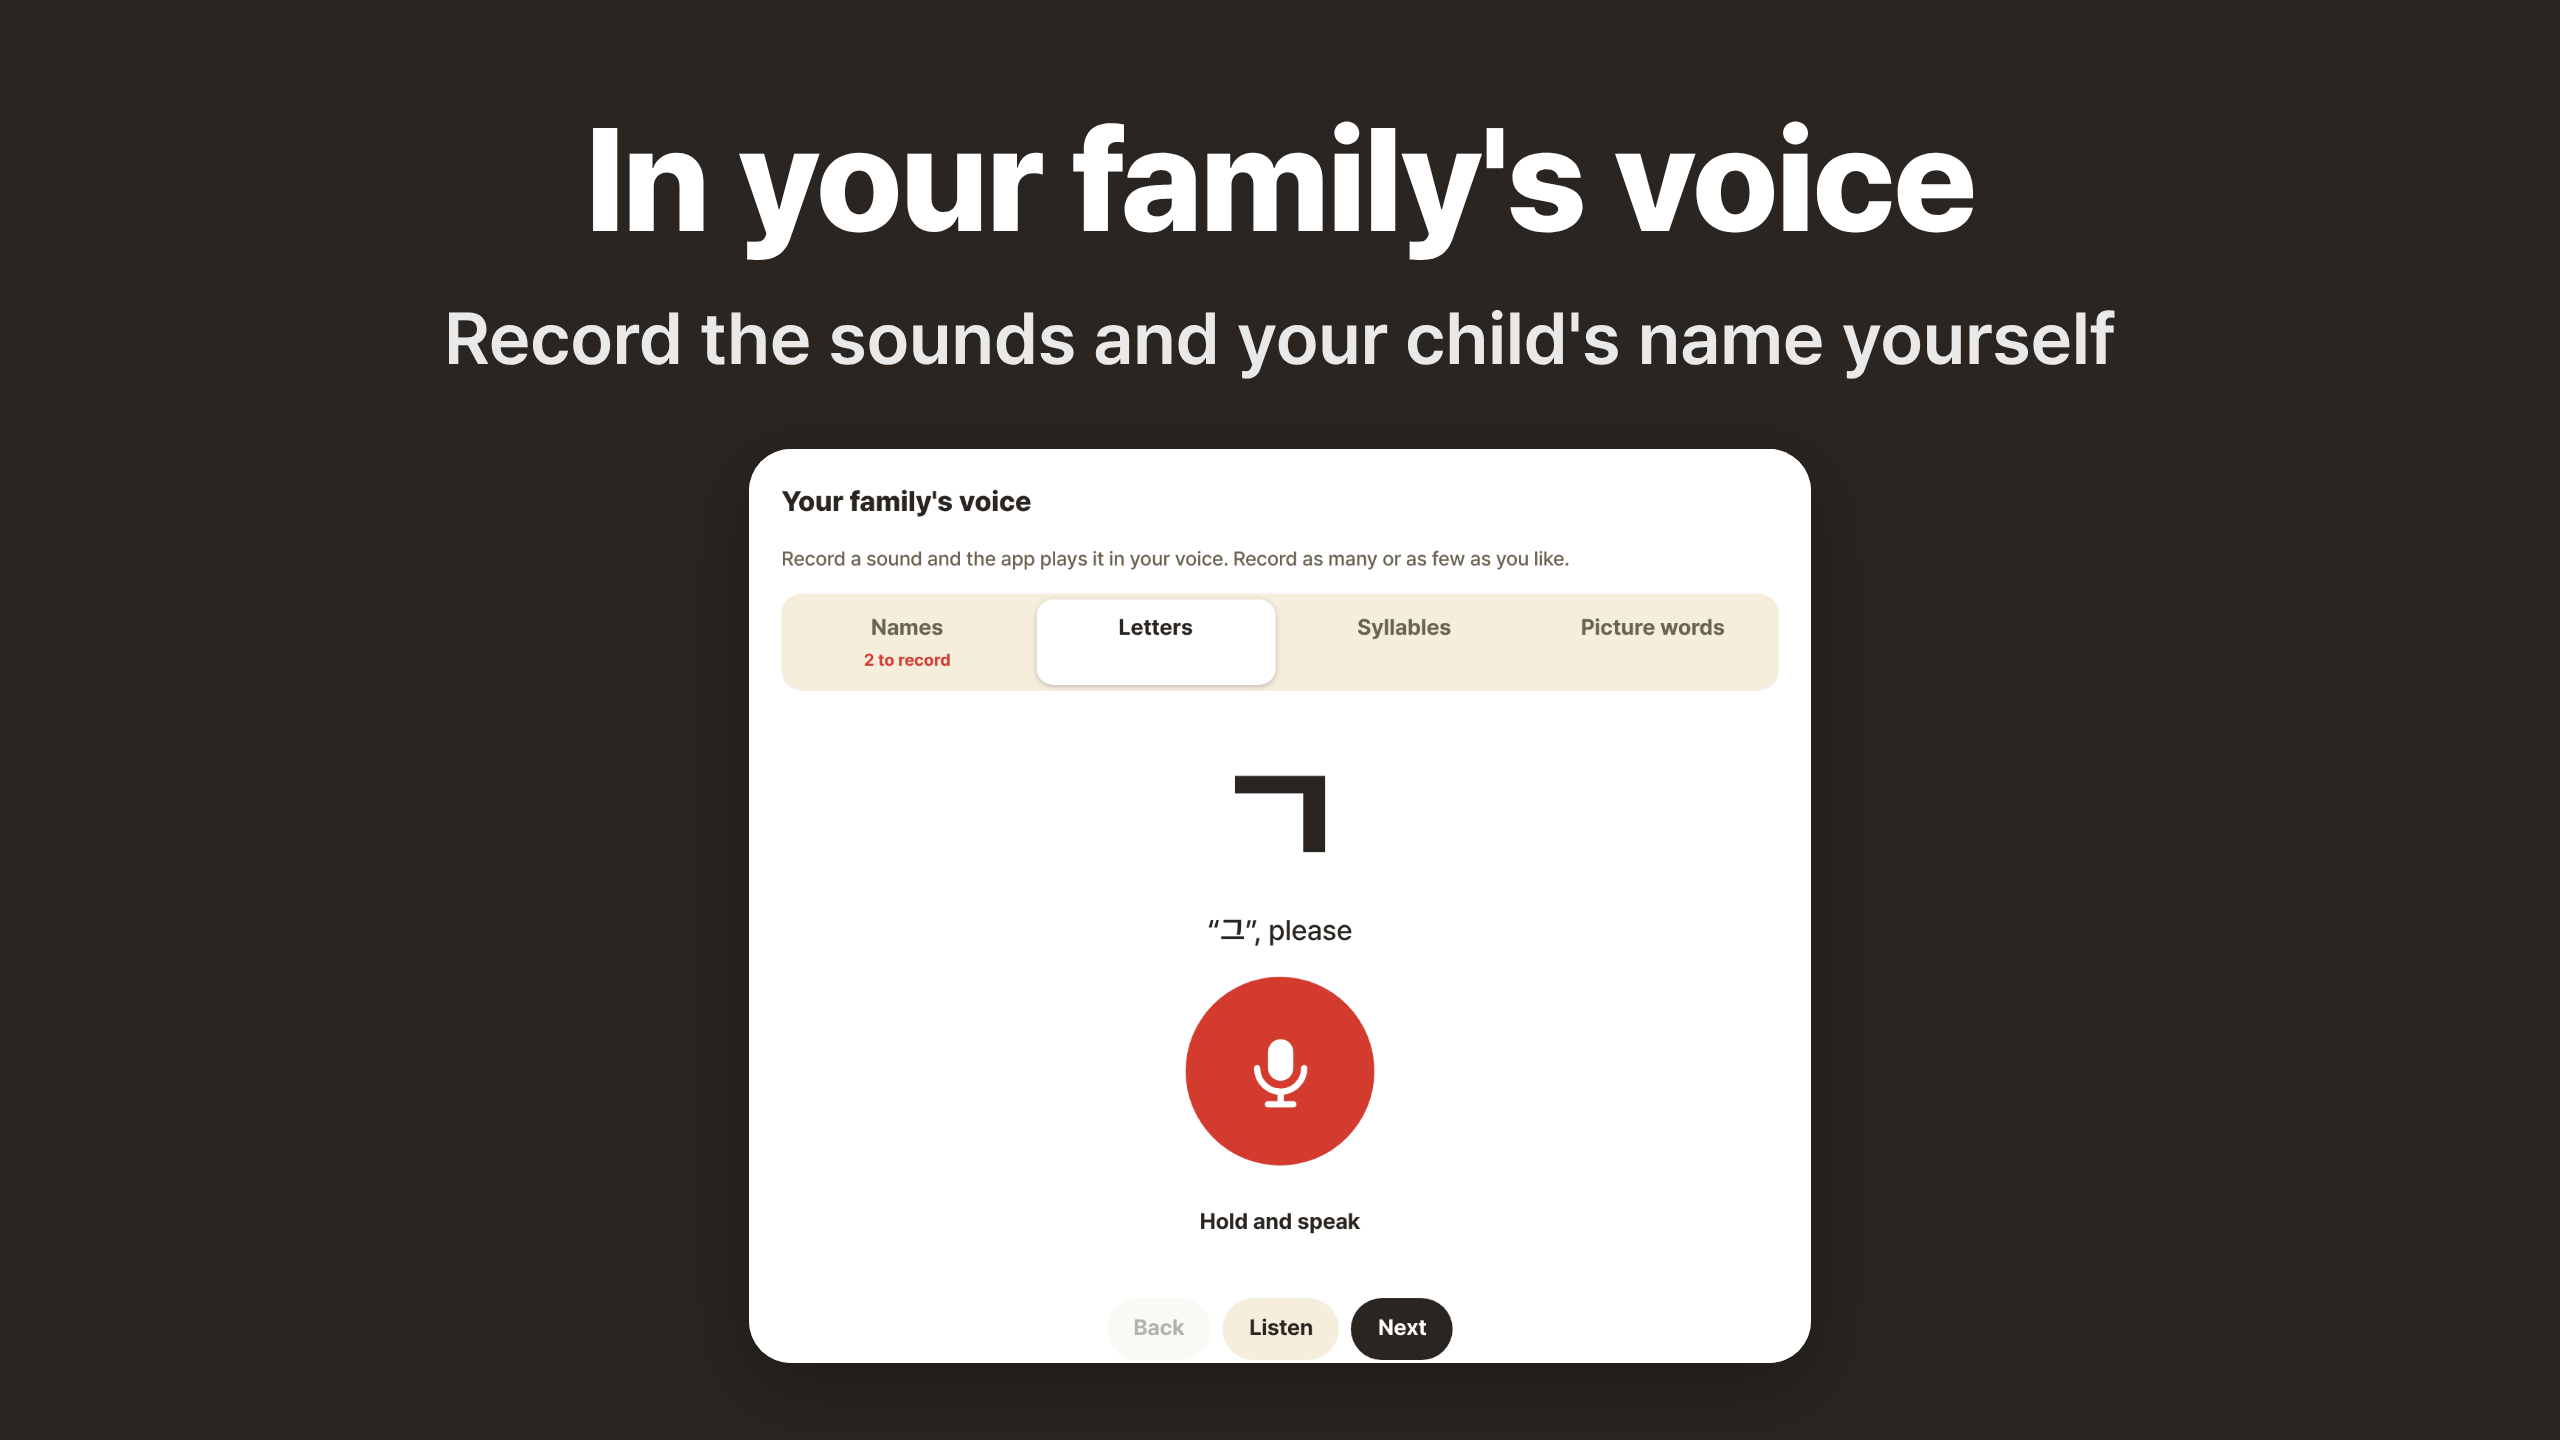 In your family's voice
Record the sounds and your child's name yourself
Your family's voice
Record a sound and the app plays it in your voice. Record as many or as few as you like.
Names Letters Syllables Picture words
2 to record
ㄱ
“그”, please
Hold and speak
Back Listen Next